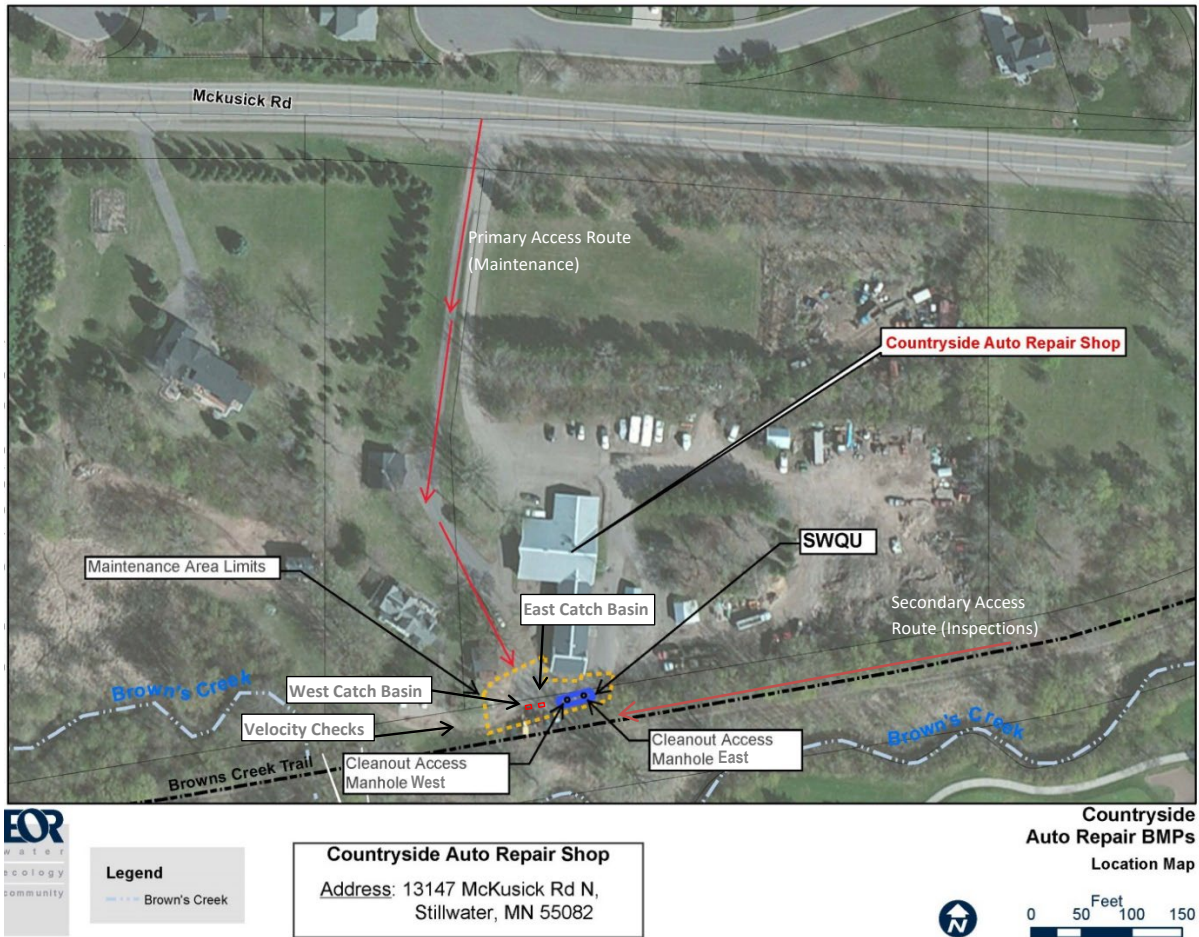 Mckusick Rd
Primary Access Route
(Maintenance)
Countryside Auto Repair Shop
SWQU
Maintenance Area Limits
East Catch Basin
Secondary Access
Route (Inspections)
West Catch Basin
Brown's Creek
Velocity Checks
Cleanout Access
Manhole West
Cleanout Access
Manhole East
Brown's Creek
Browns Creek Trail
EOR
water
ecology
community
Legend
Brown's Creek
Countryside Auto Repair Shop
Address: 13147 McKusick Rd N,
Stillwater, MN 55082
Countryside
Auto Repair BMPs
Location Map
N
Feet
0 50 100 150